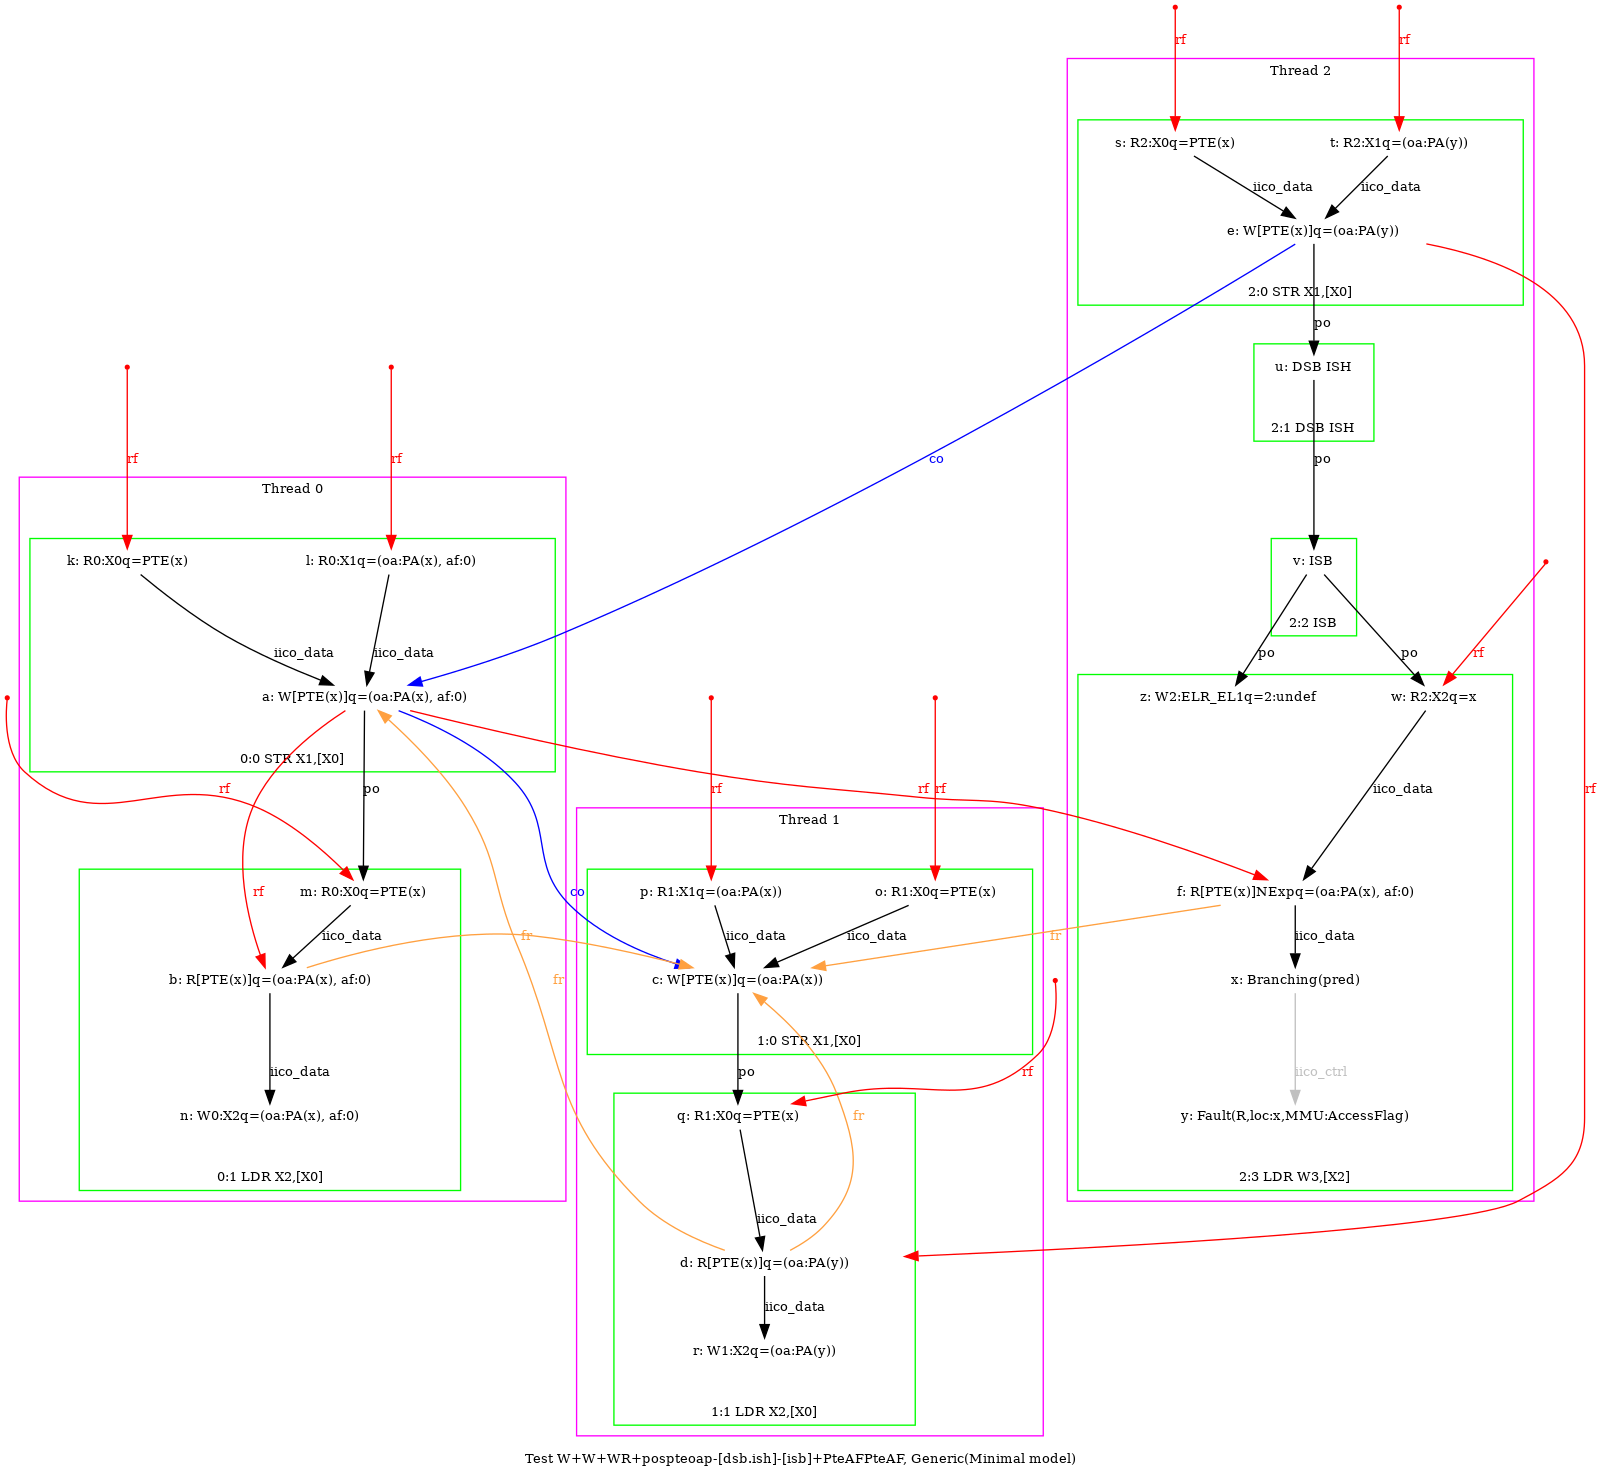 rf
rf
Thread 2
s: R2:X0q=PTE(x)
t: R2:X1q=(oa:PA(y))
iico_data
iico_data
e: W[PTE(x)]q=(oa:PA(y))
2:0 STR X1,[X0]
po
u: DSB ISH
2:1 DSB ISH
rf
rf
co
po
Thread 0
k: R0:X0q=PTE(x)
l: R0:X1q=(oa:PA(x), af:0)
v: ISB
2:2 ISB
iico_data
iico_data
po
po
rf
a: W[PTE(x)]q=(oa:PA(x), af:0)
z: W2:ELR_EL1q=2:undef
w: R2:X2q=x
0:0 STR X1,[X0]
rf
po
rf
rf
rf
iico_data
rf
Thread 1
rf
m: R0:X0q=PTE(x)
co
p: R1:X1q=(oa:PA(x))
o: R1:X0q=PTE(x)
f: R[PTE(x)]NExpq=(oa:PA(x), af:0)
iico_data
fr
iico_data
iico_data
fr
iico_data
b: R[PTE(x)]q=(oa:PA(x), af:0)
fr
c: W[PTE(x)]q=(oa:PA(x))
x: Branching(pred)
1:0 STR X1,[X0]
iico_data
po
rf
iico_ctrl
n: W0:X2q=(oa:PA(x), af:0)
q: R1:X0q=PTE(x)
fr
y: Fault(R,loc:x,MMU:AccessFlag)
0:1 LDR X2,[X0]
2:3 LDR W3,[X2]
iico_data
d: R[PTE(x)]q=(oa:PA(y))
iico_data
r: W1:X2q=(oa:PA(y))
1:1 LDR X2,[X0]
Test W+W+WR+pospteoap-[dsb.ish]-[isb]+PteAFPteAF, Generic(Minimal model)